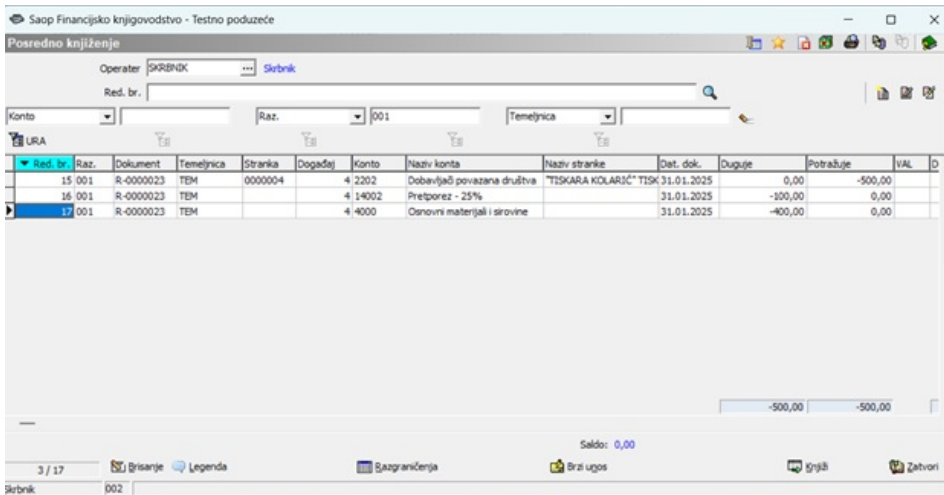 Saop Financijsko knjigovodstvo - Testno poduzeće
Posredno knjiženje
Operater SKRBNIK ... Skrbnik
Red. br.
Konto Raz. 001 Temeljnica
URA
Red. br. Raz. Dokument Temeljnica Stranka Događaj Konto Naziv konta Naziv stranke Dat. dok. Duguje Potražuje VAL D
15 001 R-0000023 TEM 0000004 4 2202 Dobavljači povazana društva "TISKARA KOLARIĆ" TISK 31.01.2025 0,00 -500,00
16 001 R-0000023 TEM 4 14002 Pretporez - 25% 31.01.2025 -100,00 0,00
17 001 R-0000023 TEM 4 4000 Osnovni materijali i sirovine 31.01.2025 -400,00 0,00
-500,00 -500,00
Saldo: 0,00
3 / 17 Brisanje Legenda Razgraničenja Brzi unos Knjiži Zatvori
Skrbnik 002